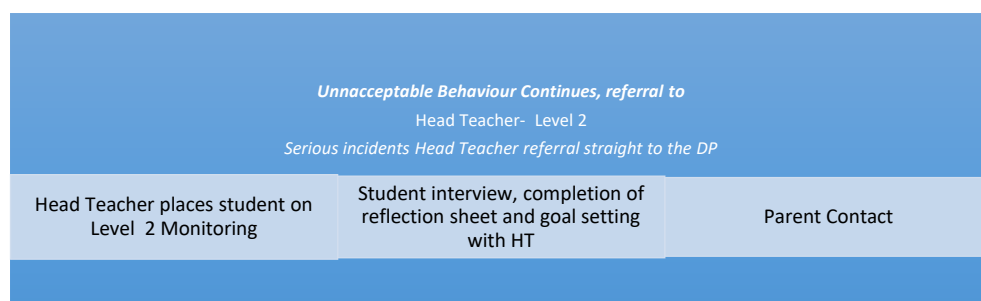 Unnacceptable Behaviour Continues, referral to
Head Teacher- Level 2
Serious incidents Head Teacher referral straight to the DP
Head Teacher places student on
Level 2 Monitoring
Student interview, completion of
reflection sheet and goal setting
with HT
Parent Contact